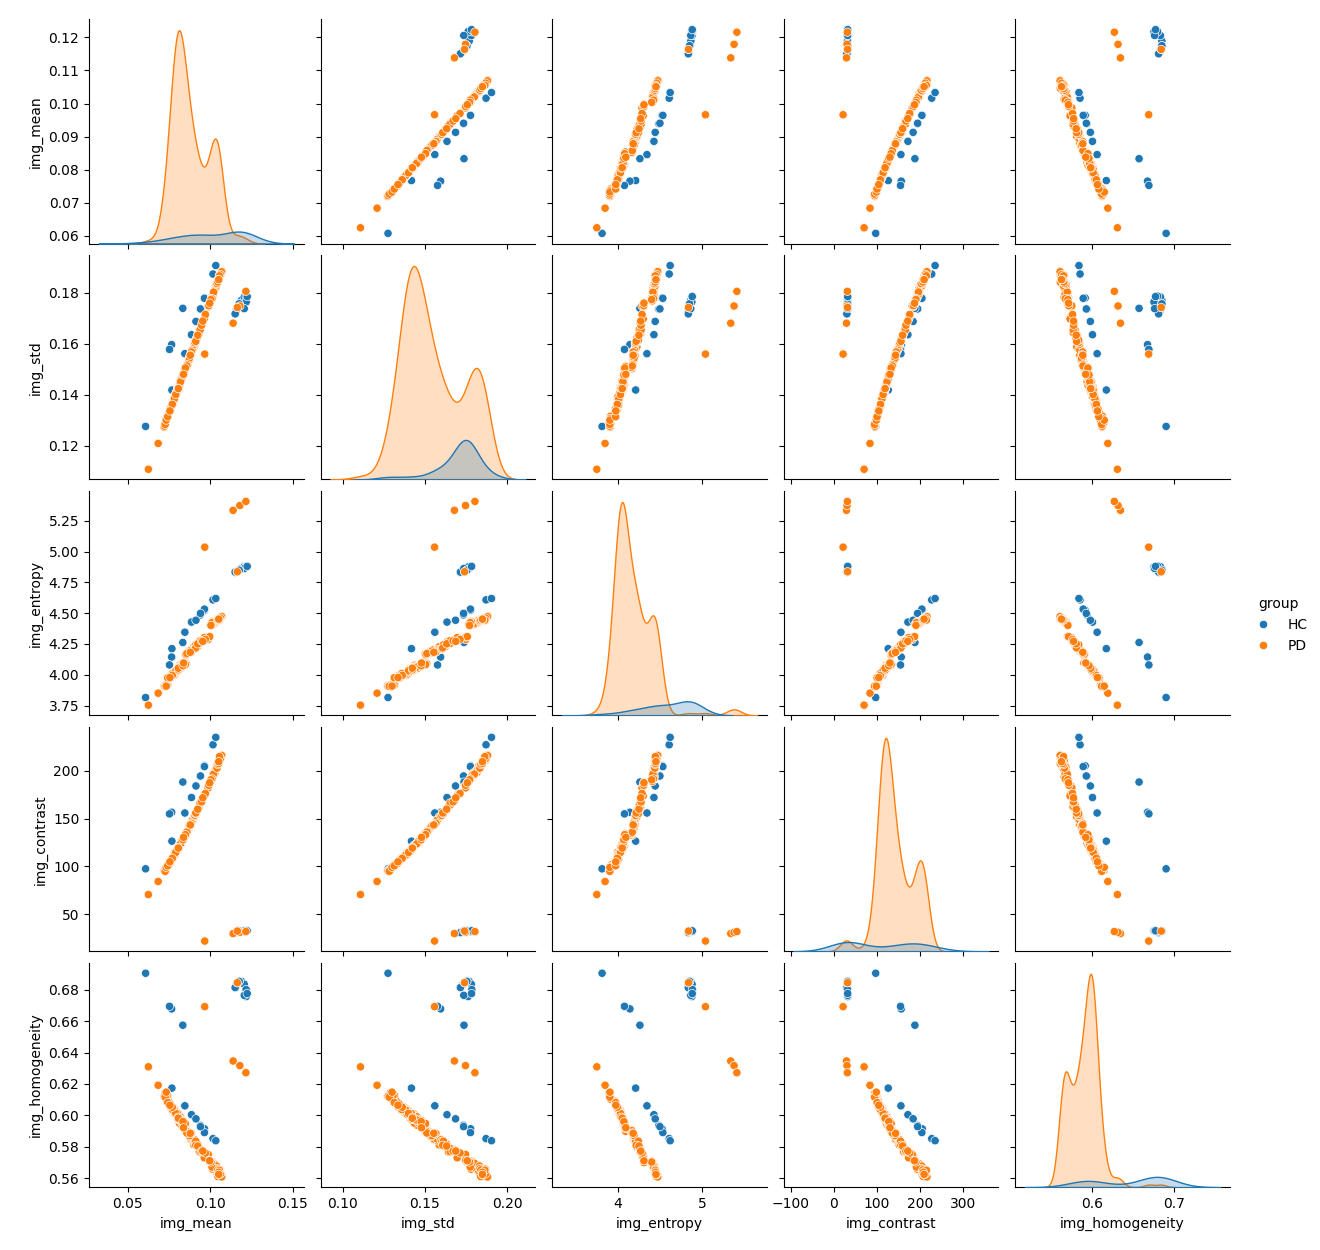 0.12
0.11
0.10
0.09
0.08
0.07
0.06
img_mean
0.18
0.16
0.14
0.12
img_std
5.25
5.00
4.75
4.50
4.25
4.00
3.75
img_entropy
group
HC
PD
200
150
100
50
img_contrast
0.68
0.66
0.64
0.62
0.60
0.58
0.56
img_homogeneity
0.05 0.10 0.15 0.10 0.15 0.20 4 5 −100 0 100 200 300 0.6 0.7
img_mean img_std img_entropy img_contrast img_homogeneity